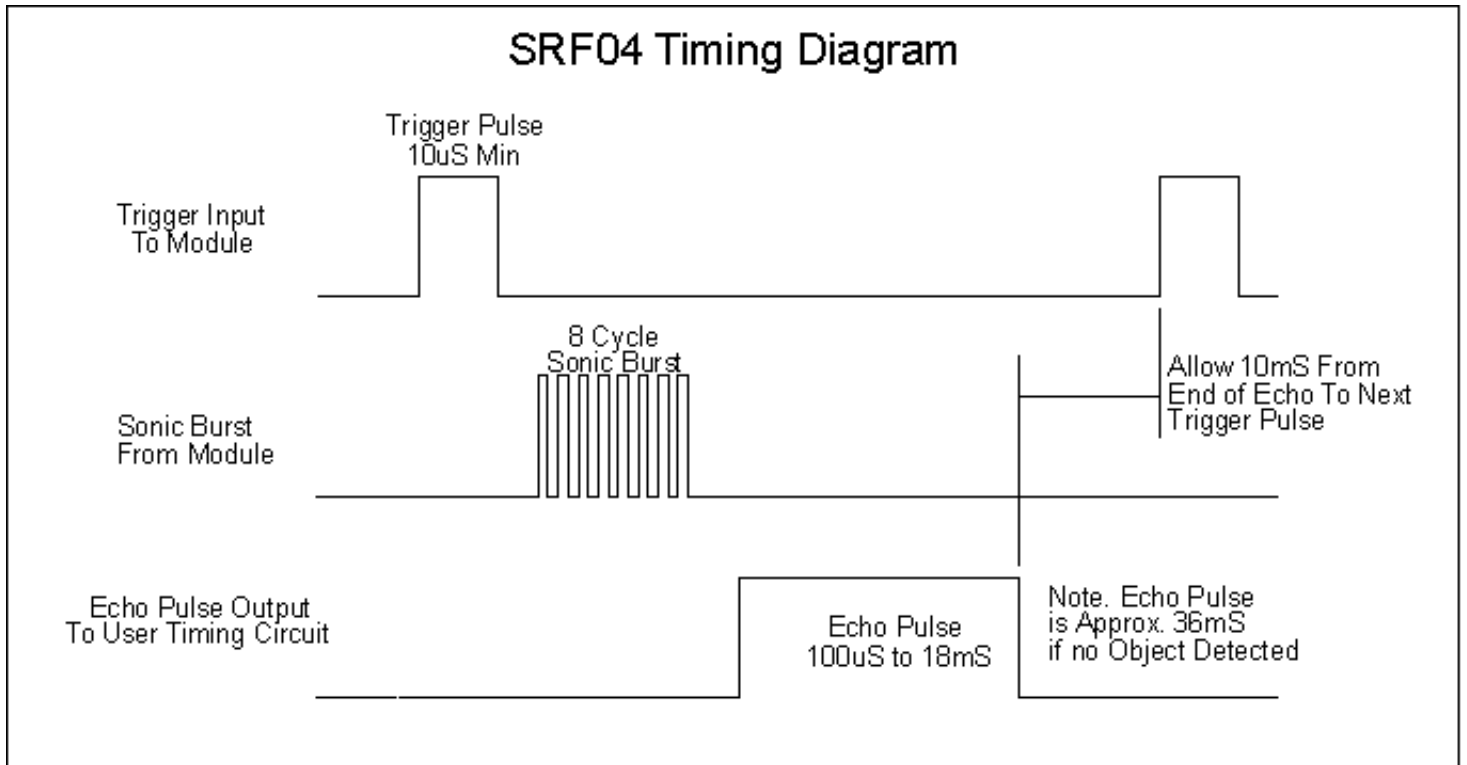 SRF04 Timing Diagram
Trigger Pulse
10uS Min
Trigger Input
To Module
8 Cycle
Sonic Burst
Allow 10mS From
End of Echo To Next
Trigger Pulse
Sonic Burst
From Module
Echo Pulse Output
To User Timing Circuit
Echo Pulse
100uS to 18mS
Note. Echo Pulse
is Approx. 36mS
if no Object Detected